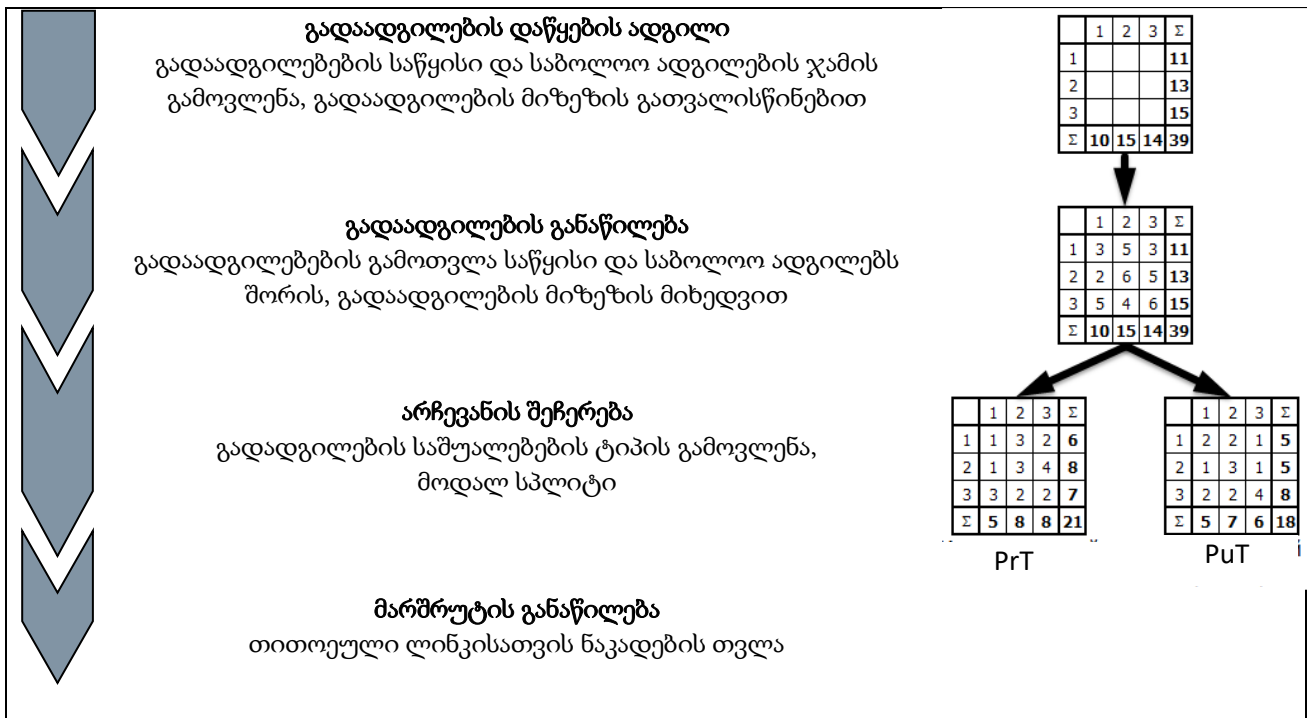 გადაადგილების დაწყების ადგილი
გადაადგილებების საწყისი და საბოლოო ადგილების ჯამის
გამოვლენა, გადაადგილების მიზეზის გათვალისწინებით
1 2 3 Σ
1 11
2 13
3 15
Σ 10 15 14 39
გადაადგილების განაწილება
გადაადგილებების გამოთვლა საწყისი და საბოლოო ადგილებს
შორის, გადაადგილების მიზეზის მიხედვით
1 2 3 Σ
1 3 5 3 11
2 2 6 5 13
3 5 4 6 15
Σ 10 15 14 39
არჩევანის შეჩერება
გადადგილების საშუალებების ტიპის გამოვლენა,
მოდალ სპლიტი
1 2 3 Σ
1 1 3 2 6
2 1 3 4 8
3 3 2 2 7
Σ 5 8 8 21
PrT
1 2 3 Σ
1 2 2 1 5
2 1 3 1 5
3 2 2 4 8
Σ 5 7 6 18
PuT
მარშრუტის განაწილება
თითოეული ლინკისათვის ნაკადების თვლა